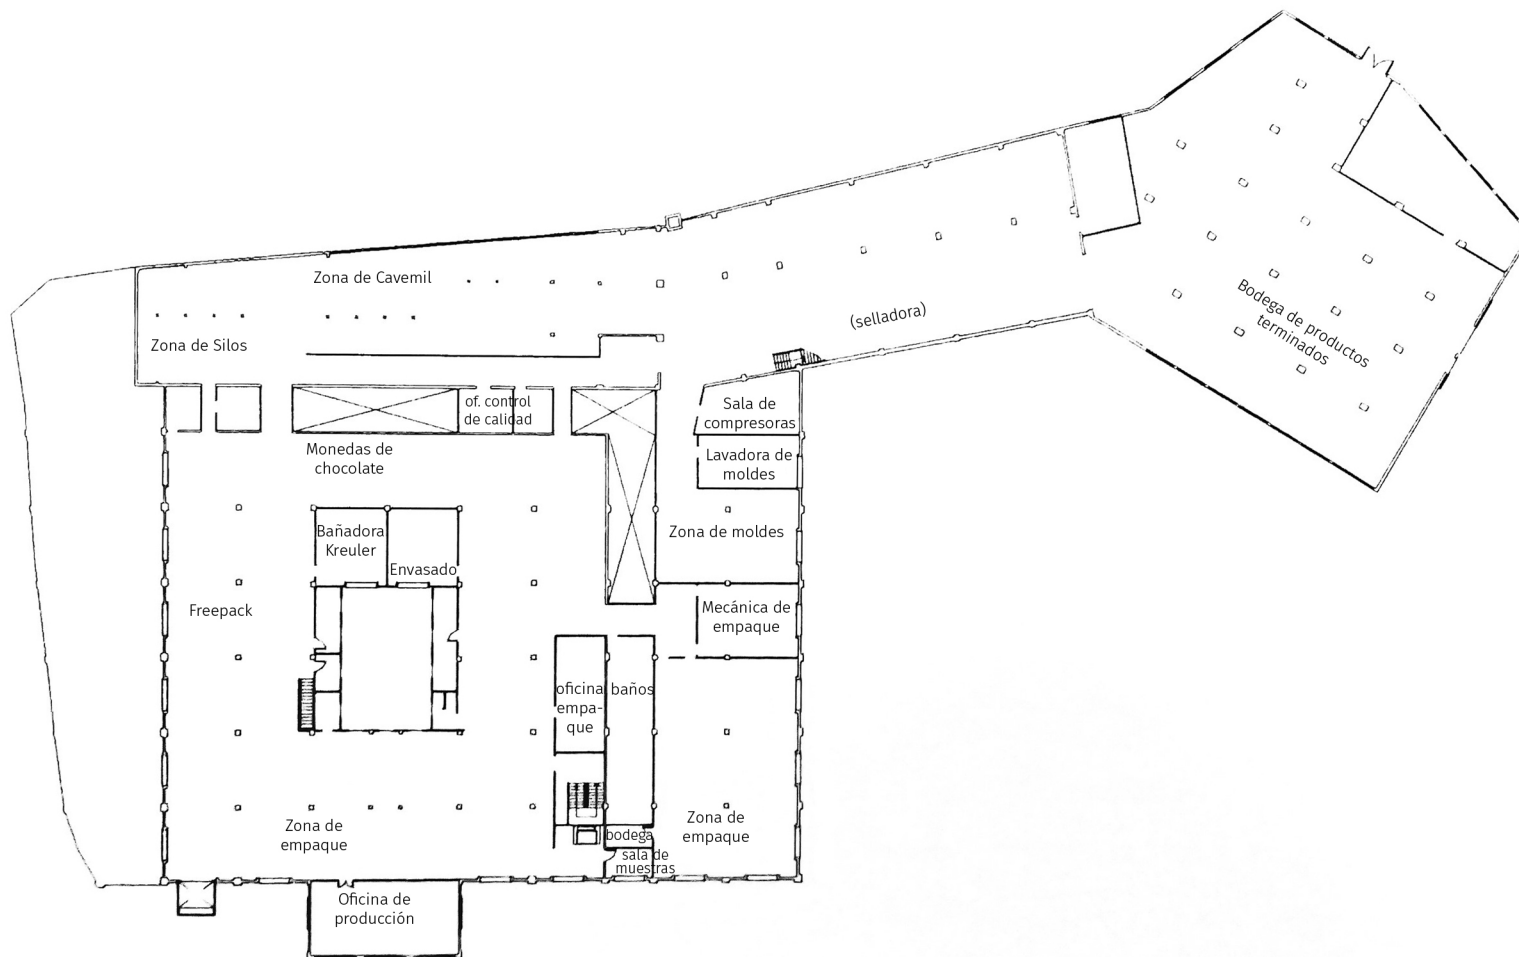 Zona de Cavemil
Zona de Silos
(selladora)
Bodega de productos
terminados
of. control
de calidad
Sala de
compresoras
Monedas de
chocolate
Lavadora de
moldes
Bañadora
Kreuler
Zona de moldes
Envasado
Freepack
Mecánica de
empaque
oficina
empa-
que
baños
Zona de
empaque
Zona de
empaque
bodega
sala de
muestras
Oficina de
producción